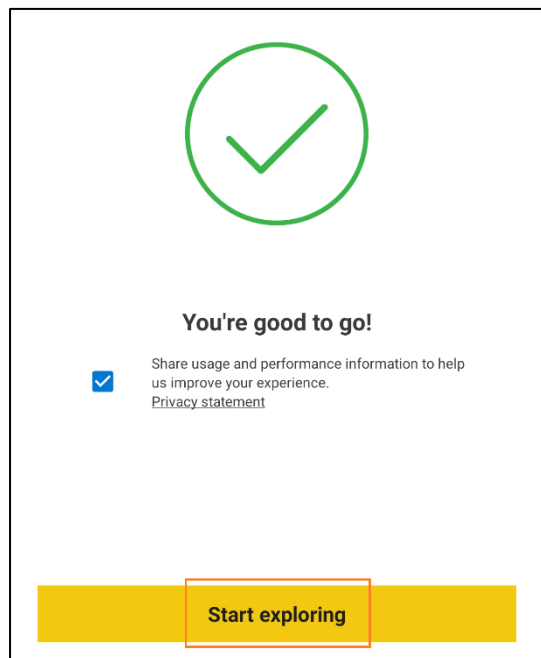 You're good to go!
Share usage and performance information to help
us improve your experience.
Privacy statement
Start exploring